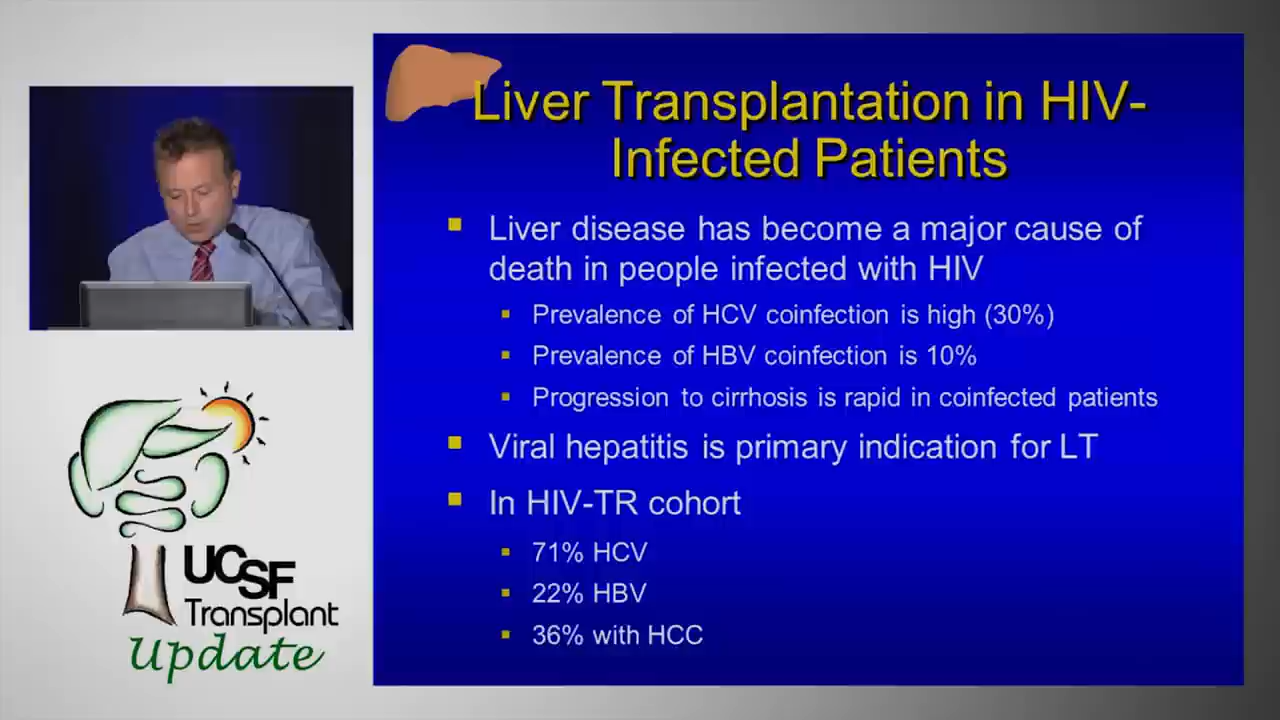 Liver Transplantation in HIV-
Infected Patients
Liver disease has become a major cause of
death in people infected with HIV
Prevalence of HCV coinfection is high (30%)
Prevalence of HBV coinfection is 10%
Progression to cirrhosis is rapid in coinfected patients
Viral hepatitis is primary indication for LT
In HIV-TR cohort
71% HCV
22% HBV
36% with HCC
UCSF
Transplant
Update